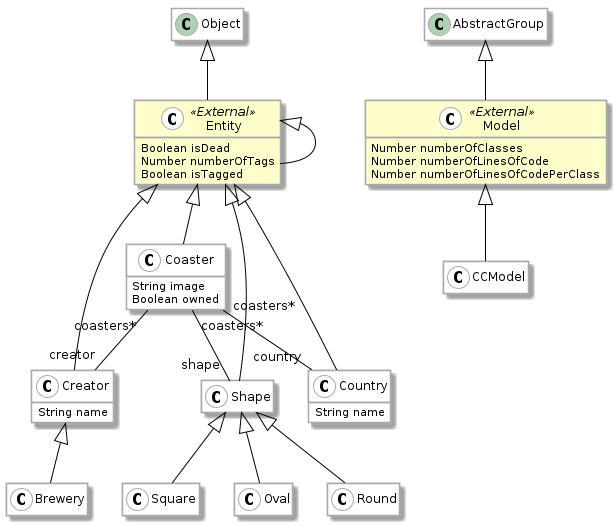 C Object
C AbstractGroup
C «External»
Entity
Boolean isDead
Number numberOfTags
Boolean isTagged
C «External»
Model
Number numberOfClasses
Number numberOfLinesOfCode
Number numberOfLinesOfCodePerClass
C Coaster
String image
Boolean owned
C CCModel
coasters*
coasters*
coasters*
creator
shape
country
C Creator
String name
C Shape
C Country
String name
C Brewery
C Square
C Oval
C Round